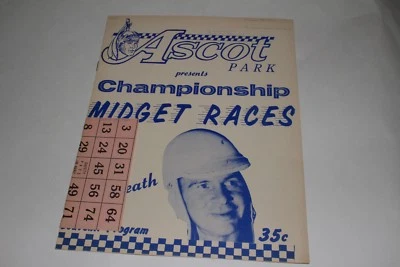 Ascot
PARK
presents
Championship
MIDGET RACES
8 13 3
29 24 20
45 31
49 56 58
71 74 64
eath
Program
35c